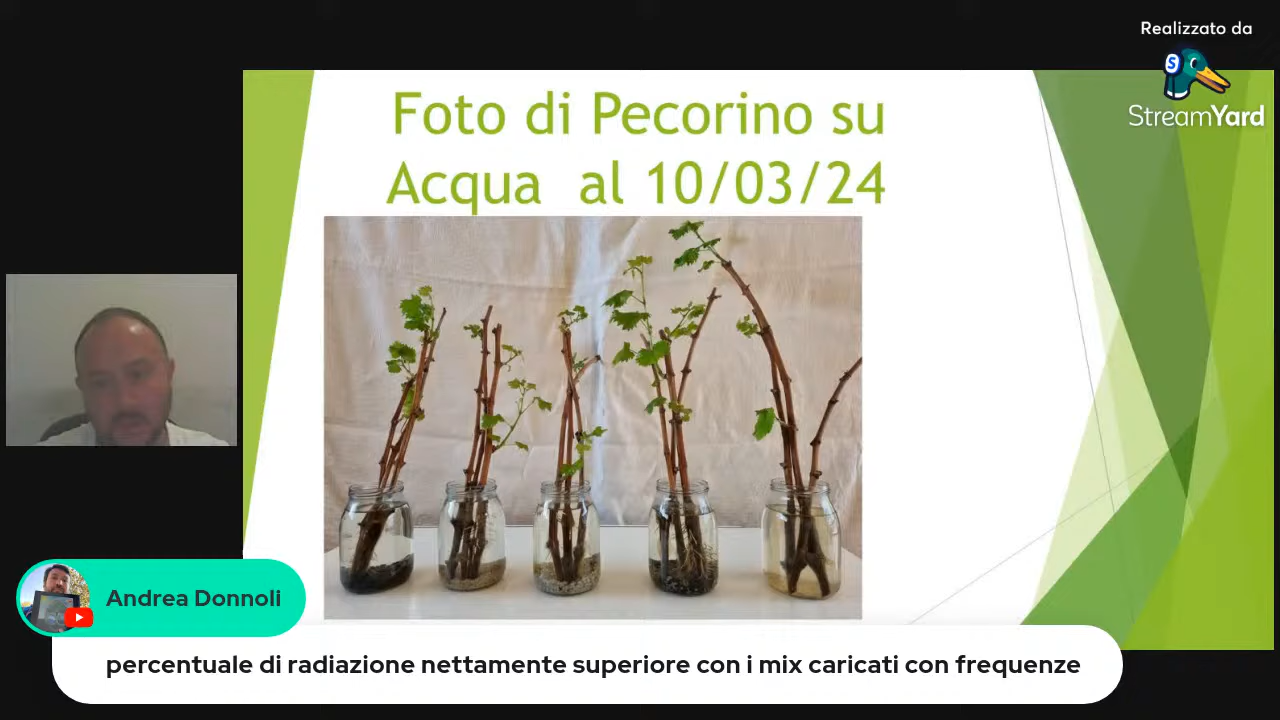 Realizzato da
StreamYard
Foto di Pecorino su
Acqua al 10/03/24
Andrea Donnoli
percentuale di radiazione nettamente superiore con i mix caricati con frequenze